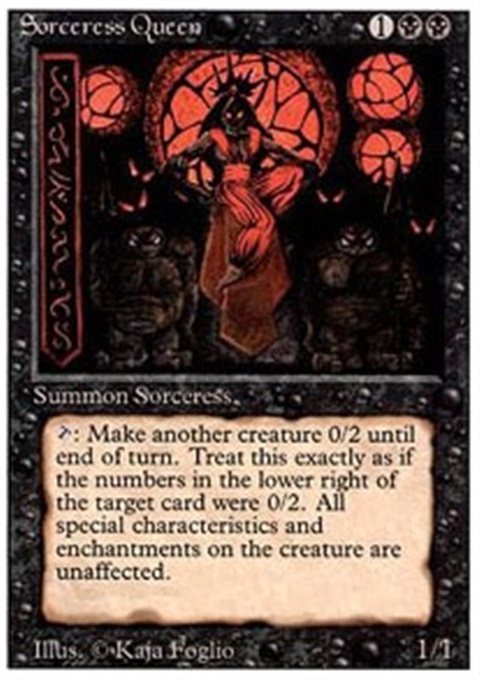 Sorceress Queen 1
Summon Sorceress
: Make another creature 0/2 until
end of turn. Treat this exactly as if
the numbers in the lower right of
the target card were 0/2. All
special characteristics and
enchantments on the creature are
unaffected.
Illus. © Kaja Foglio 1/1